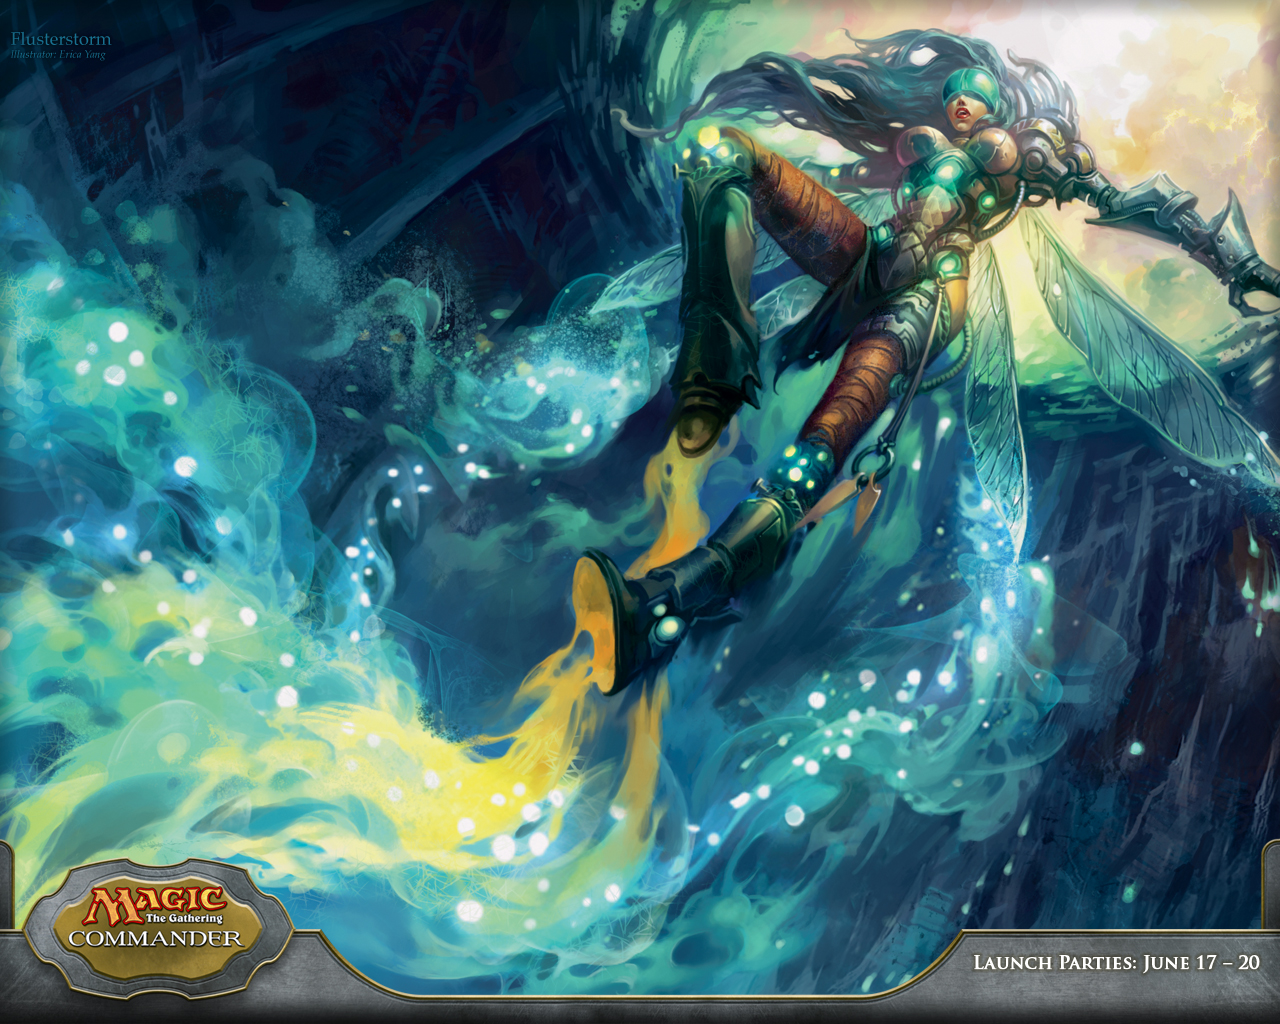 Flusterstorm
Illustrator: Erica Yang
MAGIC
The Gathering
COMMANDER
LAUNCH PARTIES: JUNE 17 – 20